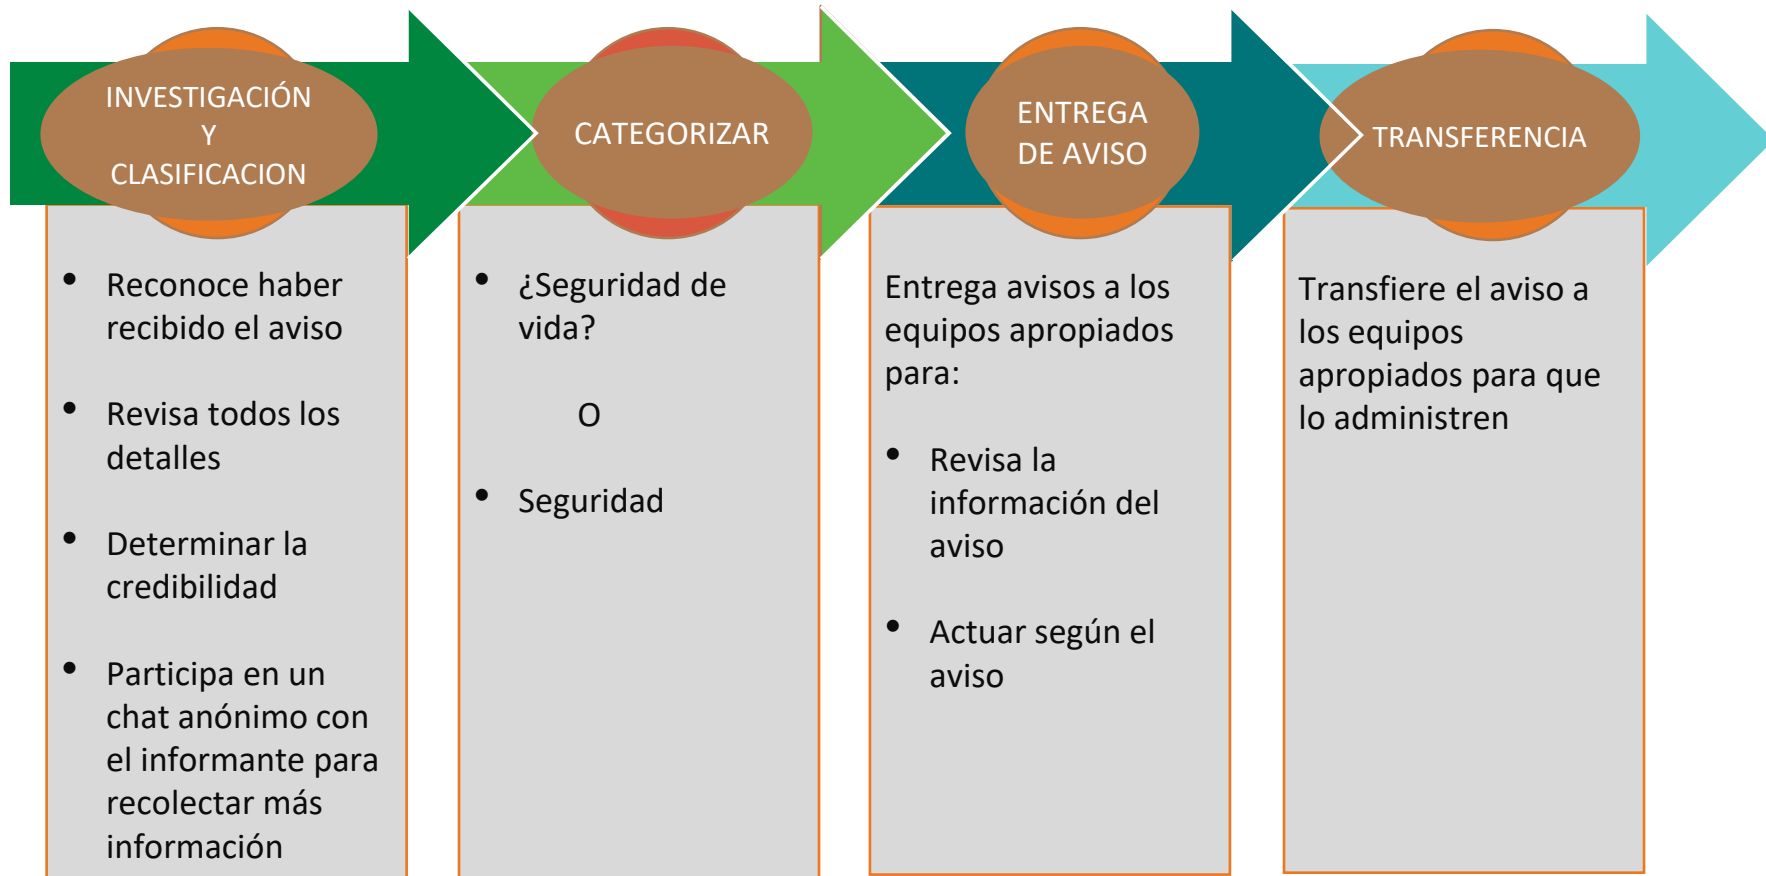 INVESTIGACIÓN
Y
CLASIFICACION
• Reconoce haber
recibido el aviso
• Revisa todos los
detalles
• Determinar la
credibilidad
• Participa en un
chat anónimo con
el informante para
recolectar más
información
CATEGORIZAR
• ¿Seguridad de
vida?
O
• Seguridad
ENTREGA
DE AVISO
Entrega avisos a los
equipos apropiados
para:
• Revisa la
información del
aviso
• Actuar según el
aviso
TRANSFERENCIA
Transfiere el aviso a
los equipos
apropiados para que
lo administren